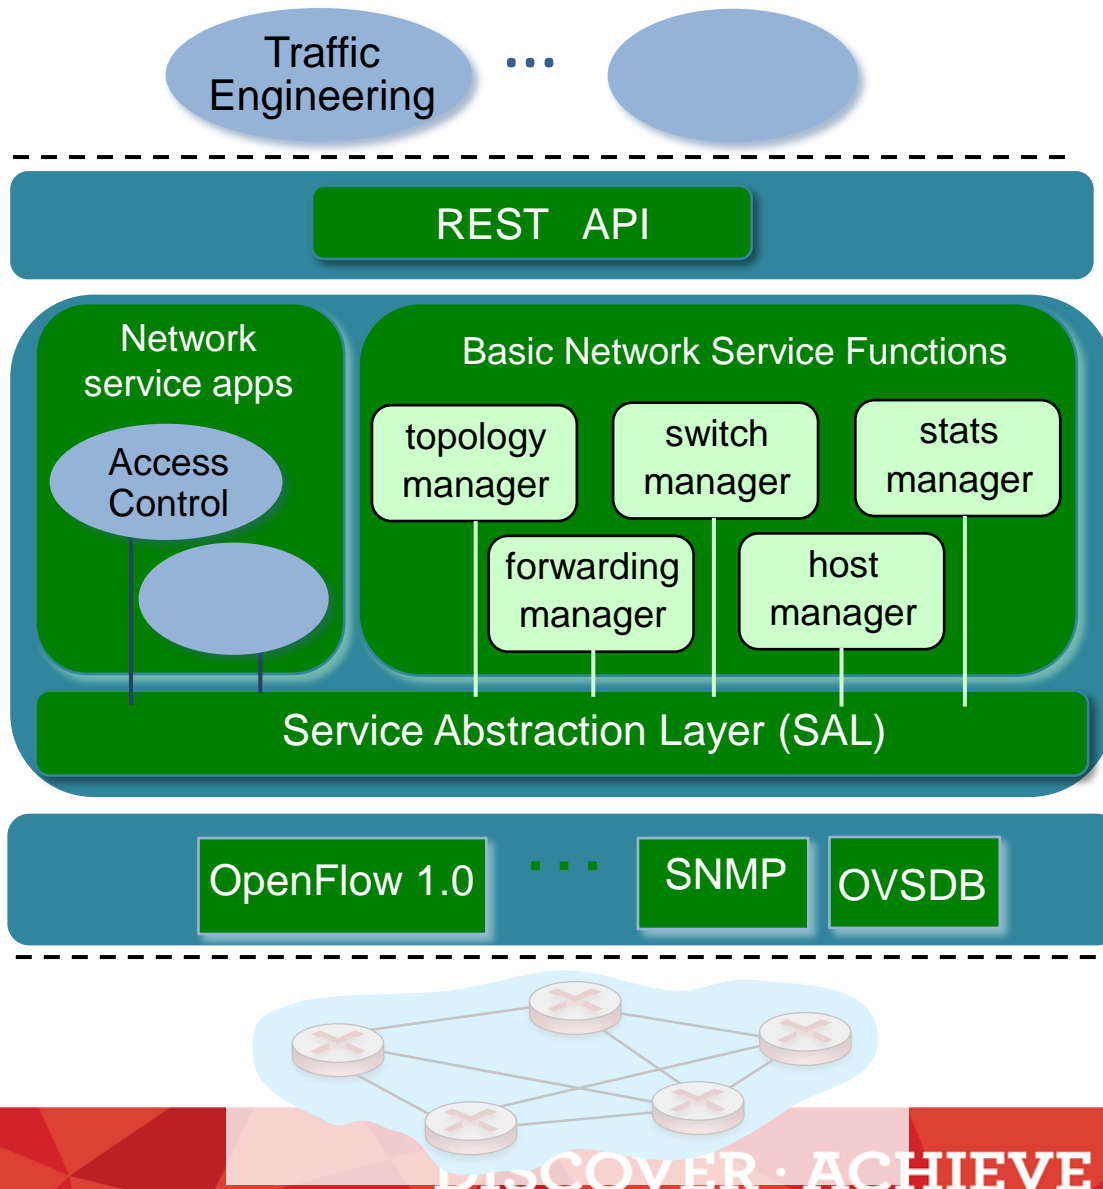 Traffic
Engineering
...
REST API
Network
service apps
Basic Network Service Functions
topology
manager
switch
manager
stats
manager
Access
Control
forwarding
manager
host
manager
Service Abstraction Layer (SAL)
OpenFlow 1.0
...
SNMP
OVSDB
DISCOVER · ACHIEVE